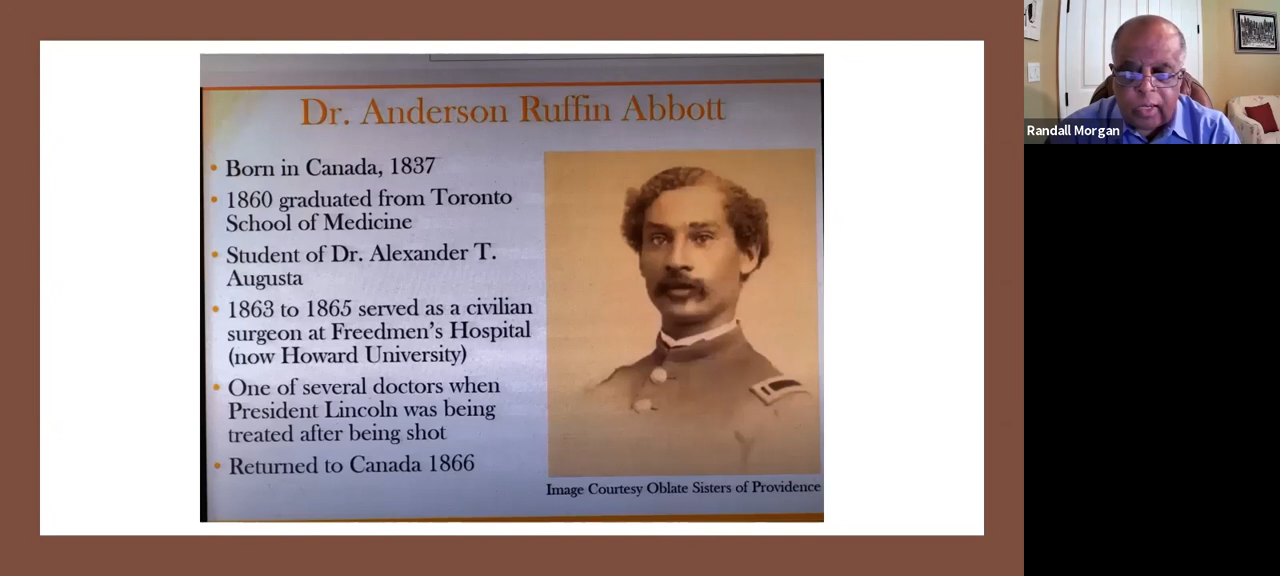 Dr. Anderson Ruffin Abbott
• Born in Canada, 1837
• 1860 graduated from Toronto
School of Medicine
• Student of Dr. Alexander T.
Augusta
• 1863 to 1865 served as a civilian
surgeon at Freedmen's Hospital
(now Howard University)
• One of several doctors when
President Lincoln was being
treated after being shot
• Returned to Canada 1866
Image Courtesy Oblate Sisters of Providence
Randall Morgan